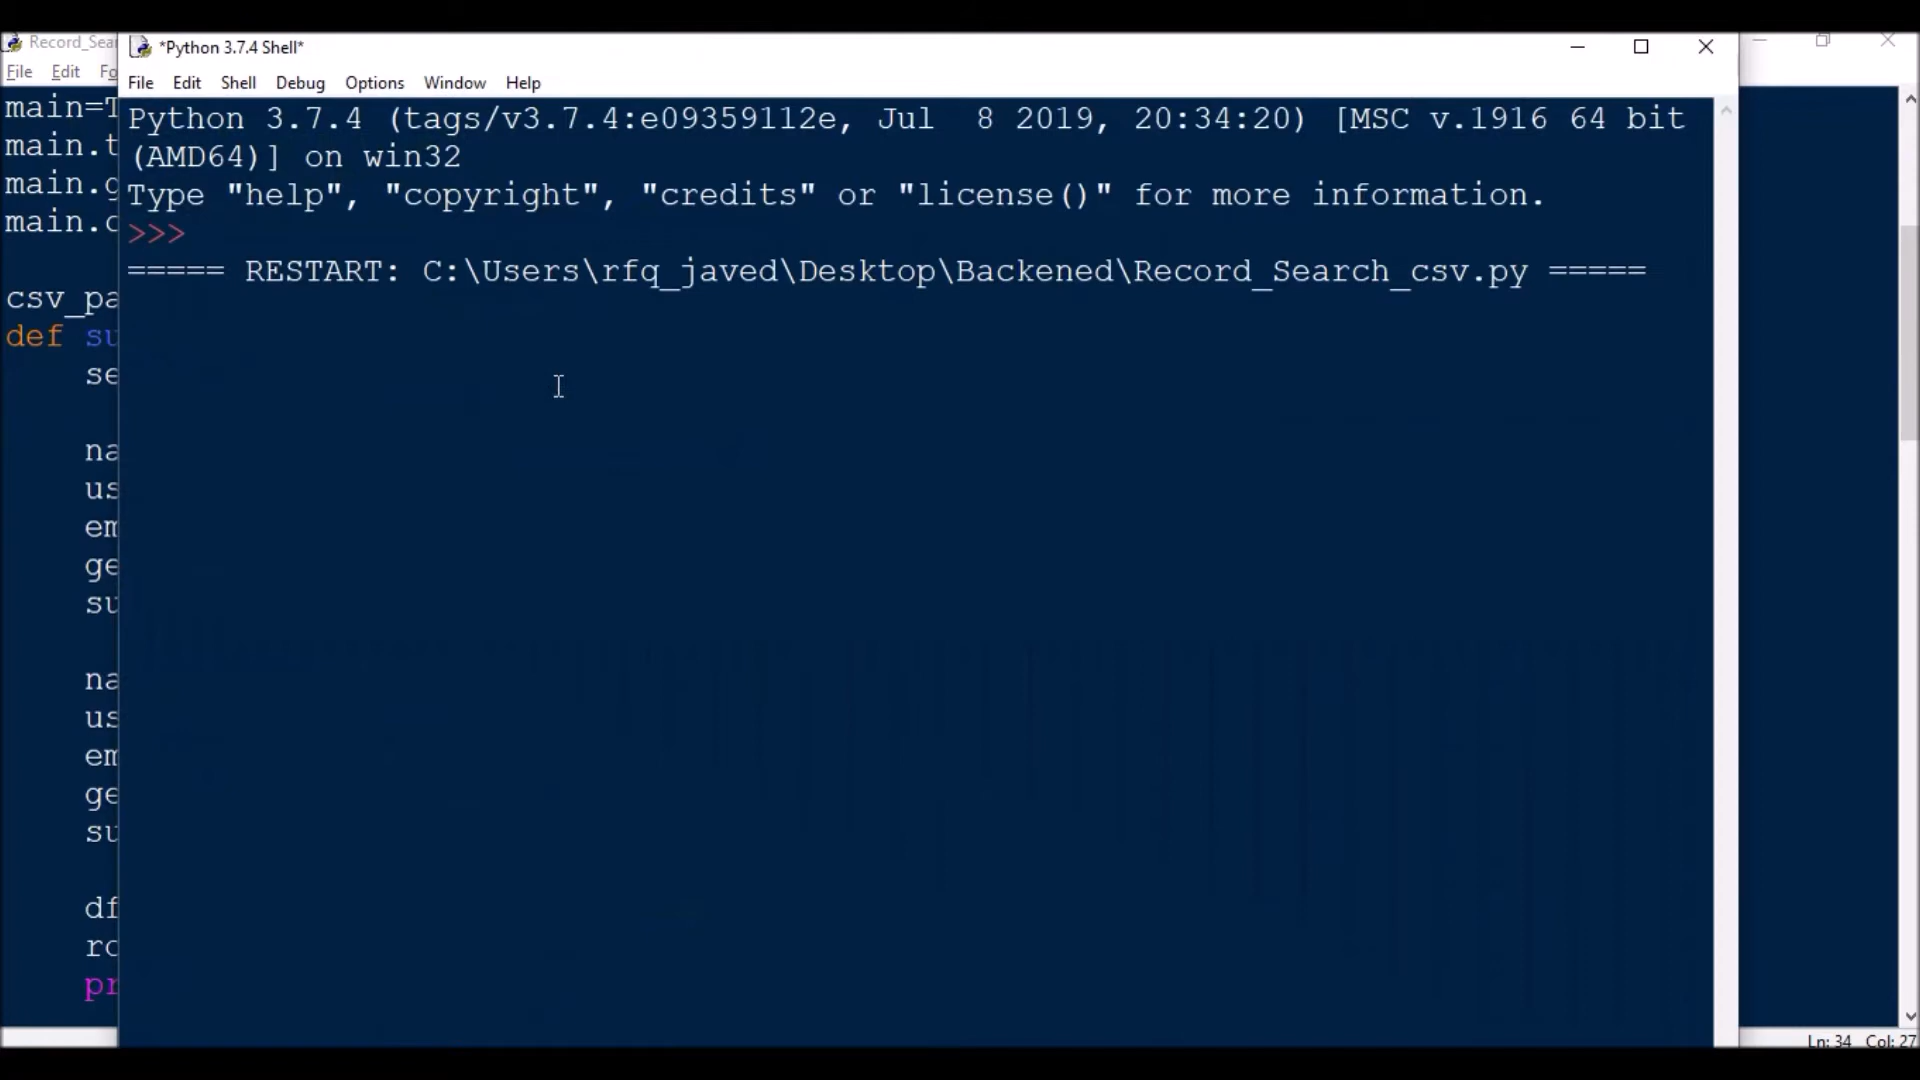 Record_Sea
*Python 3.7.4 Shell*
File Edit Fo
File Edit Shell Debug Options Window Help
main=T
main.t
main.g
main.c
csv_pa
def su
se
na
us
em
ge
su
na
us
em
ge
su
df
ro
pr
Python 3.7.4 (tags/v3.7.4:e09359112e, Jul  8 2019, 20:34:20) [MSC v.1916 64 bit
(AMD64)] on win32
Type "help", "copyright", "credits" or "license()" for more information.
>>>
===== RESTART: C:\Users\rfq_javed\Desktop\Backened\Record_Search_csv.py =====
Ln: 34 Col: 27